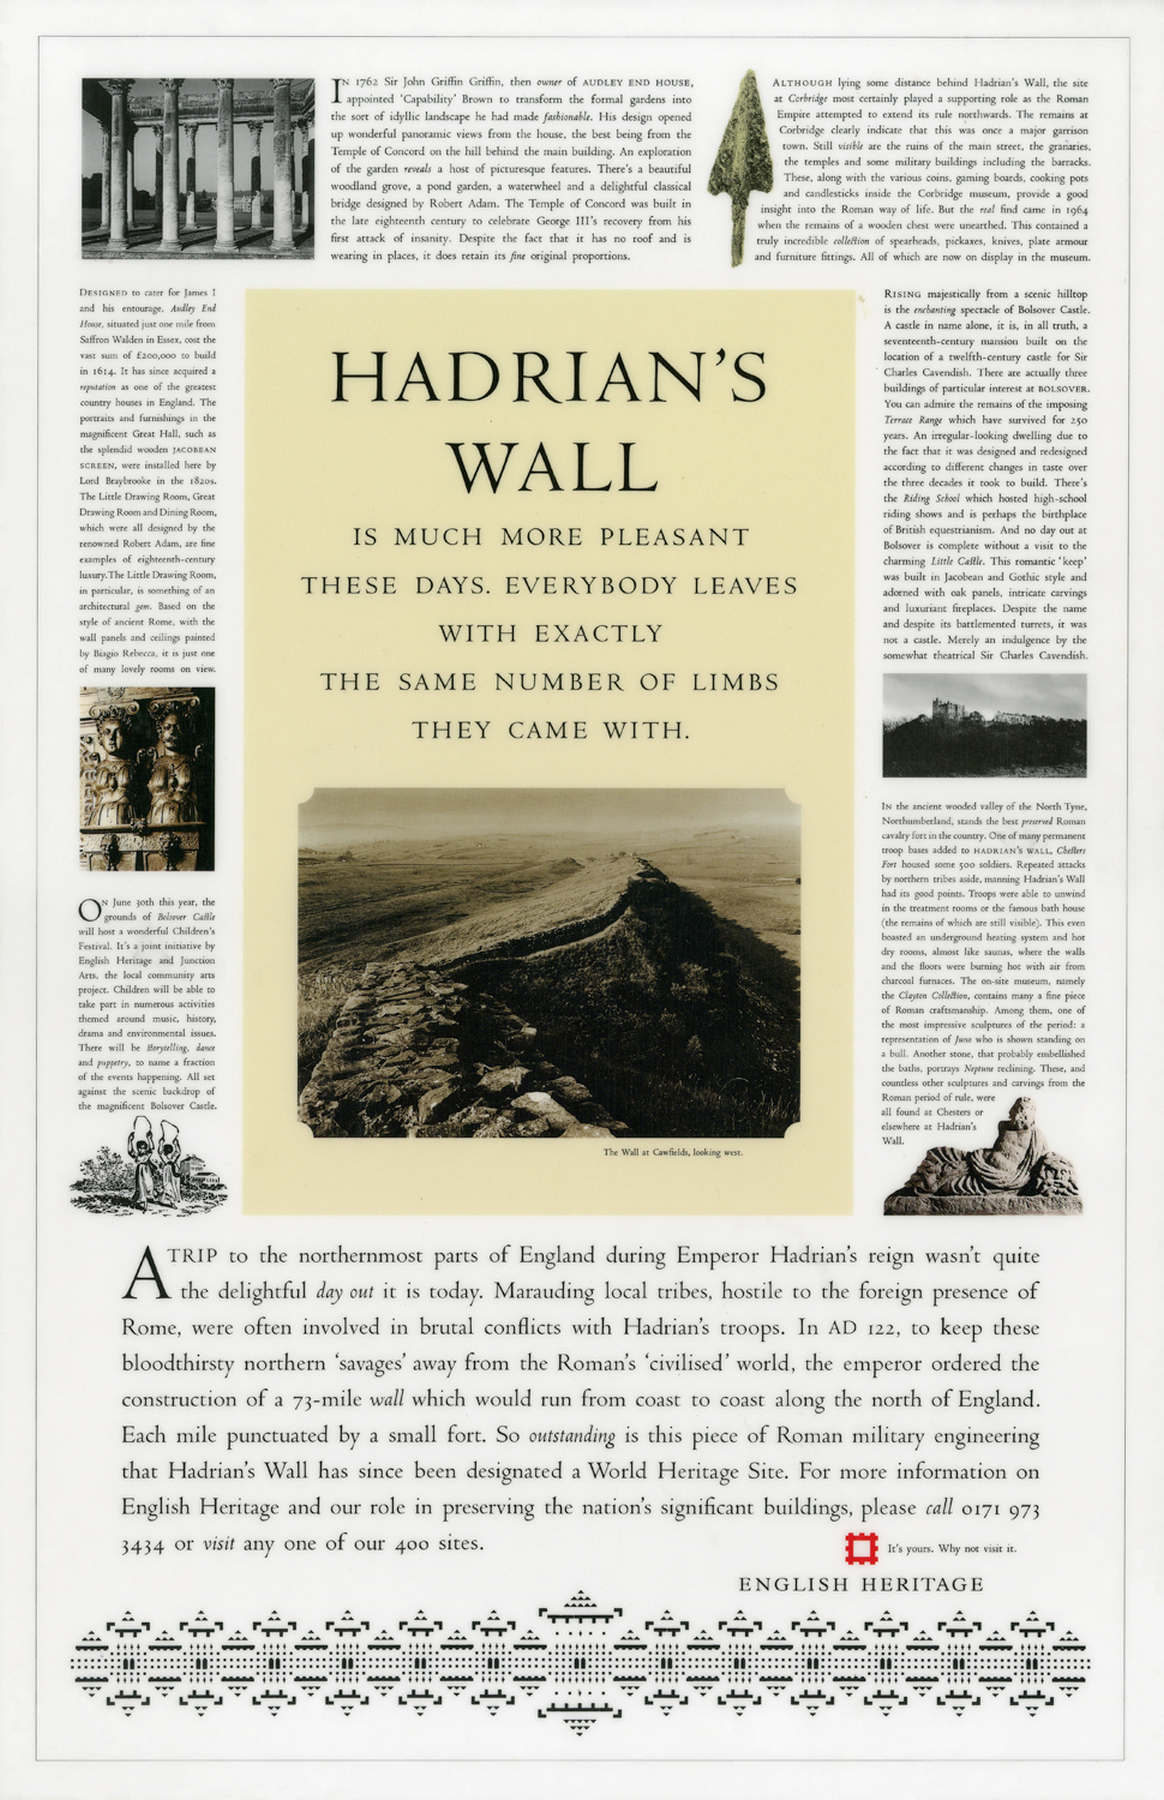 IN 1762 Sir John Griffin Griffin, then owner of AUDLEY END HOUSE,
appointed ‘Capability’ Brown to transform the formal gardens into
the sort of idyllic landscape he had made fashionable. His design opened
up wonderful panoramic views from the house, the best being from the
Temple of Concord on the hill behind the main building. An exploration
of the garden reveals a host of picturesque features. There's a beautiful
woodland grove, a pond garden, a waterwheel and a delightful classical
bridge designed by Robert Adam. The Temple of Concord was built in
the late eighteenth century to celebrate George III's recovery from his
first attack of insanity. Despite the fact that it has no roof and is
wearing in places, it does retain its fine original proportions.
ALTHOUGH lying some distance behind Hadrian's Wall, the site
at Corbridge most certainly played a supporting role as the Roman
Empire attempted to extend its rule northwards. The remains at
Corbridge clearly indicate that this was once a major garrison
town. Still visible are the ruins of the main street, the granaries,
the temples and some military buildings including the barracks.
These, along with the various coins, gaming boards, cooking pots
and candlesticks inside the Corbridge museum, provide a good
insight into the Roman way of life. But the real find came in 1964
when the remains of a wooden chest were unearthed. This contained a
truly incredible collection of spearheads, pickaxes, knives, plate armour
and furniture fittings. All of which are now on display in the museum.
DESIGNED to cater for James I
and his entourage, Audley End
House, situated just one mile from
Saffron Walden in Essex, cost the
vast sum of £200,000 to build
in 1614. It has since acquired a
reputation as one of the greatest
country houses in England. The
portraits and furnishings in the
magnificent Great Hall, such as
the splendid wooden JACOBEAN
SCREEN, were installed here by
Lord Braybrooke in the 1820s.
The Little Drawing Room, Great
Drawing Room and Dining Room,
which were all designed by the
renowned Robert Adam, are fine
examples of eighteenth-century
luxury. The Little Drawing Room,
in particular, is something of an
architectural gem. Based on the
style of ancient Rome, with the
wall panels and ceilings painted
by Biagio Rebecca, it is just one
of many lovely rooms on view.
ON June 30th this year, the
grounds of Bolsover Castle
will host a wonderful Children's
Festival. It's a joint initiative by
English Heritage and Junction
Arts, the local community arts
project. Children will be able to
take part in numerous activities
themed around music, history,
drama and environmental issues.
There will be storytelling, dance
and puppetry, to name a fraction
of the events happening. All set
against the scenic backdrop of
the magnificent Bolsover Castle.
HADRIAN'S
WALL
IS MUCH MORE PLEASANT
THESE DAYS. EVERYBODY LEAVES
WITH EXACTLY
THE SAME NUMBER OF LIMBS
THEY CAME WITH.
The Wall at Cawfields, looking west.
RISING majestically from a scenic hilltop
is the enchanting spectacle of Bolsover Castle.
A castle in name alone, it is, in all truth, a
seventeenth-century mansion built on the
location of a twelfth-century castle for Sir
Charles Cavendish. There are actually three
buildings of particular interest at BOLSOVER.
You can admire the remains of the imposing
Terrace Range which have survived for 250
years. An irregular-looking dwelling due to
the fact that it was designed and redesigned
according to different changes in taste over
the three decades it took to build. There's
the Riding School which hosted high-school
riding shows and is perhaps the birthplace
of British equestrianism. And no day out at
Bolsover is complete without a visit to the
charming Little Castle. This romantic ‘keep’
was built in Jacobean and Gothic style and
adorned with oak panels, intricate carvings
and luxuriant fireplaces. Despite the name
and despite its battlemented turrets, it was
not a castle. Merely an indulgence by the
somewhat theatrical Sir Charles Cavendish.
IN the ancient wooded valley of the North Tyne,
Northumberland, stands the best preserved Roman
cavalry fort in the country. One of many permanent
troop bases added to HADRIAN'S WALL, Chesters
Fort housed some 500 soldiers. Repeated attacks
by northern tribes aside, manning Hadrian's Wall
had its good points. Troops were able to unwind
in the treatment rooms or the famous bath house
(the remains of which are still visible). This even
boasted an underground heating system and hot
dry rooms, almost like saunas, where the walls
and the floors were burning hot with air from
charcoal furnaces. The on-site museum, namely
the Clayton Collection, contains many a fine piece
of Roman craftsmanship. Among them, one of
the most impressive sculptures of the period: a
representation of Juno who is shown standing on
a bull. Another stone, that probably embellished
the baths, portrays Neptune reclining. These, and
countless other sculptures and carvings from the
Roman period of rule, were
all found at Chesters or
elsewhere at Hadrian's
Wall.
A TRIP to the northernmost parts of England during Emperor Hadrian's reign wasn't quite
the delightful day out it is today. Marauding local tribes, hostile to the foreign presence of
Rome, were often involved in brutal conflicts with Hadrian's troops. In AD 122, to keep these
bloodthirsty northern ‘savages’ away from the Roman's ‘civilised’ world, the emperor ordered the
construction of a 73-mile wall which would run from coast to coast along the north of England.
Each mile punctuated by a small fort. So outstanding is this piece of Roman military engineering
that Hadrian's Wall has since been designated a World Heritage Site. For more information on
English Heritage and our role in preserving the nation's significant buildings, please call 0171 973
3434 or visit any one of our 400 sites.
It's yours. Why not visit it.
ENGLISH HERITAGE